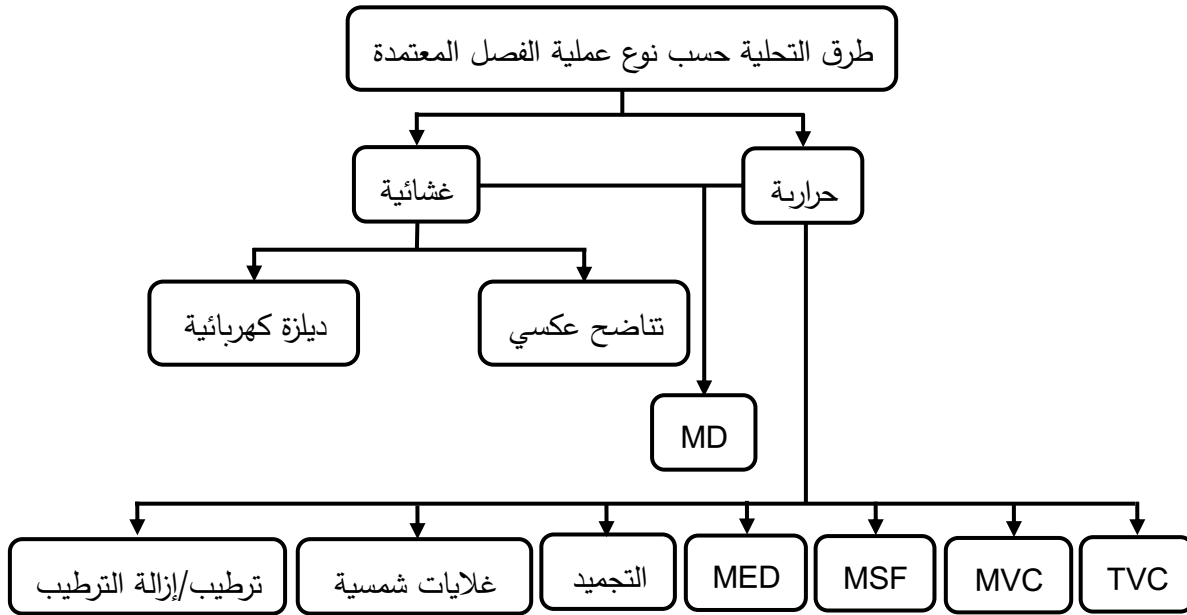 طرق التحلية حسب نوع عملية الفصل المعتمدة
حرارية
غشائية
تناضح عكسي
ديلزة كهربائية
MD
TVC
MVC
MSF
MED
التجميد
غلايات شمسية
ترطيب/إزالة الترطيب